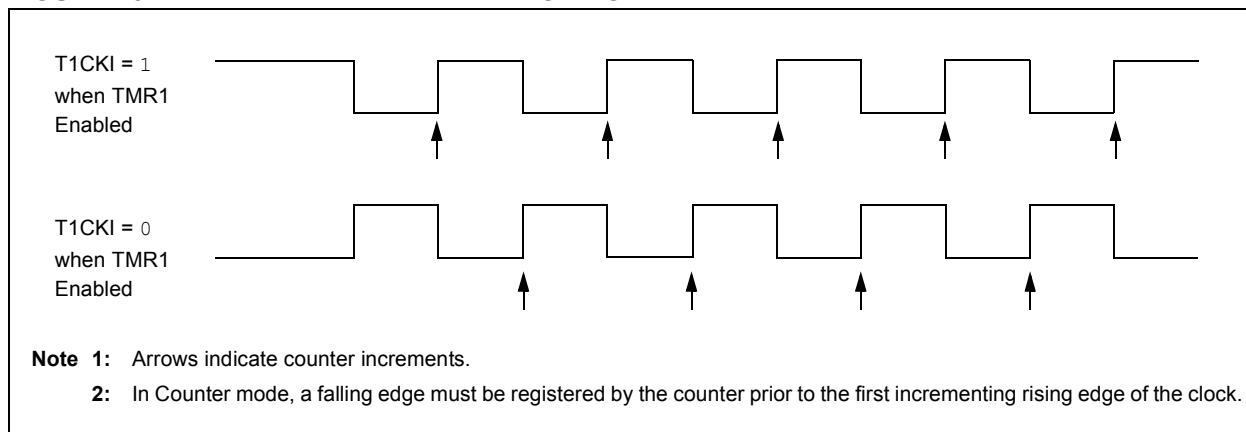 T1CKI = 1
when TMR1
Enabled
T1CKI = 0
when TMR1
Enabled
Note 1: Arrows indicate counter increments.
2: In Counter mode, a falling edge must be registered by the counter prior to the first incrementing rising edge of the clock.